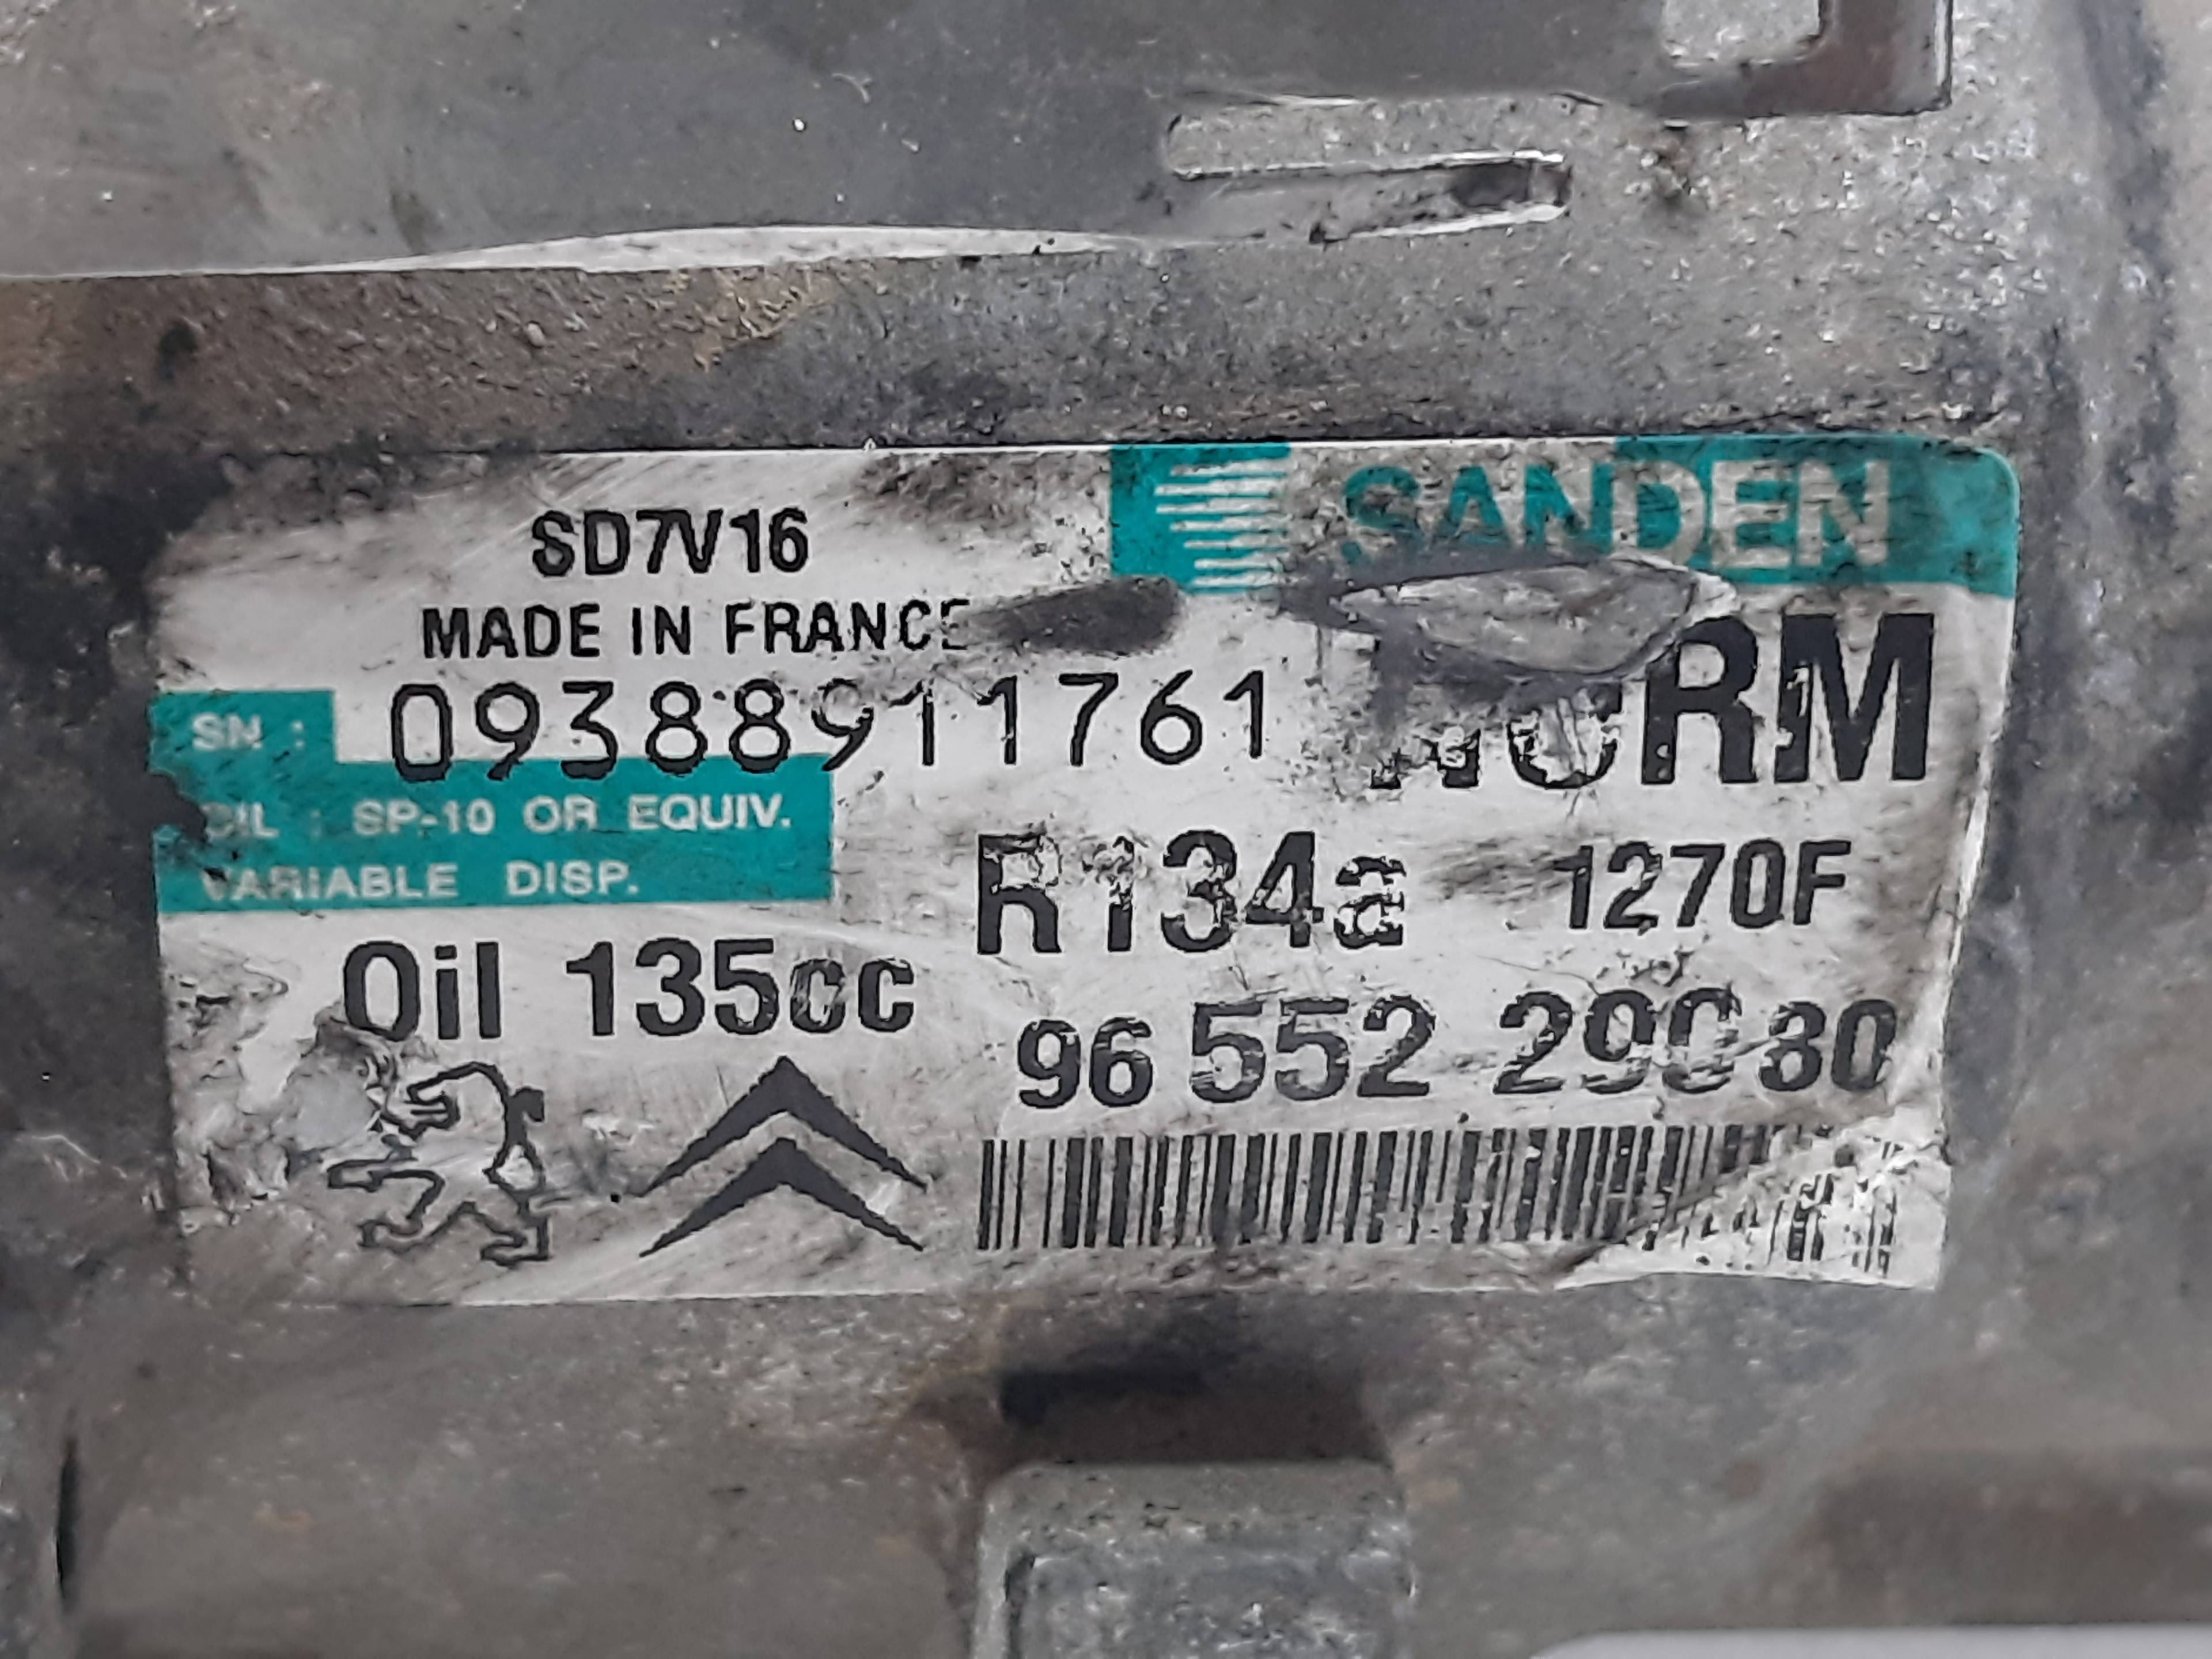 SANDEN
SD7V16
MADE IN FRANCE
SN : 09388911761
OIL : SP-10 OR EQUIV.
VARIABLE DISP.
R134a 1270F
Oil 135cc
96 552 80